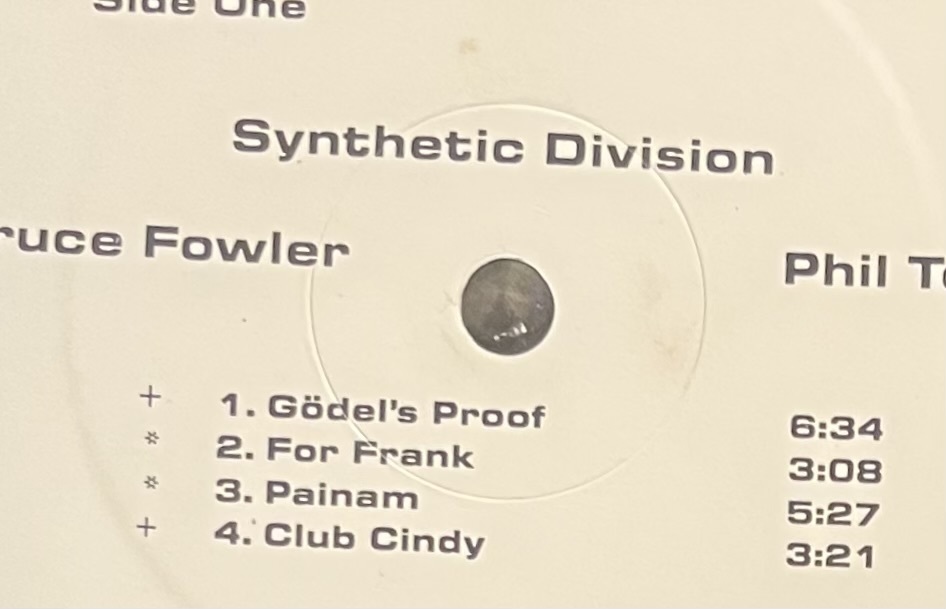 Side One
Synthetic Division
ruce Fowler Phil T
+ 1. Gödel's Proof 6:34
* 2. For Frank 3:08
* 3. Painam 5:27
+ 4. Club Cindy 3:21